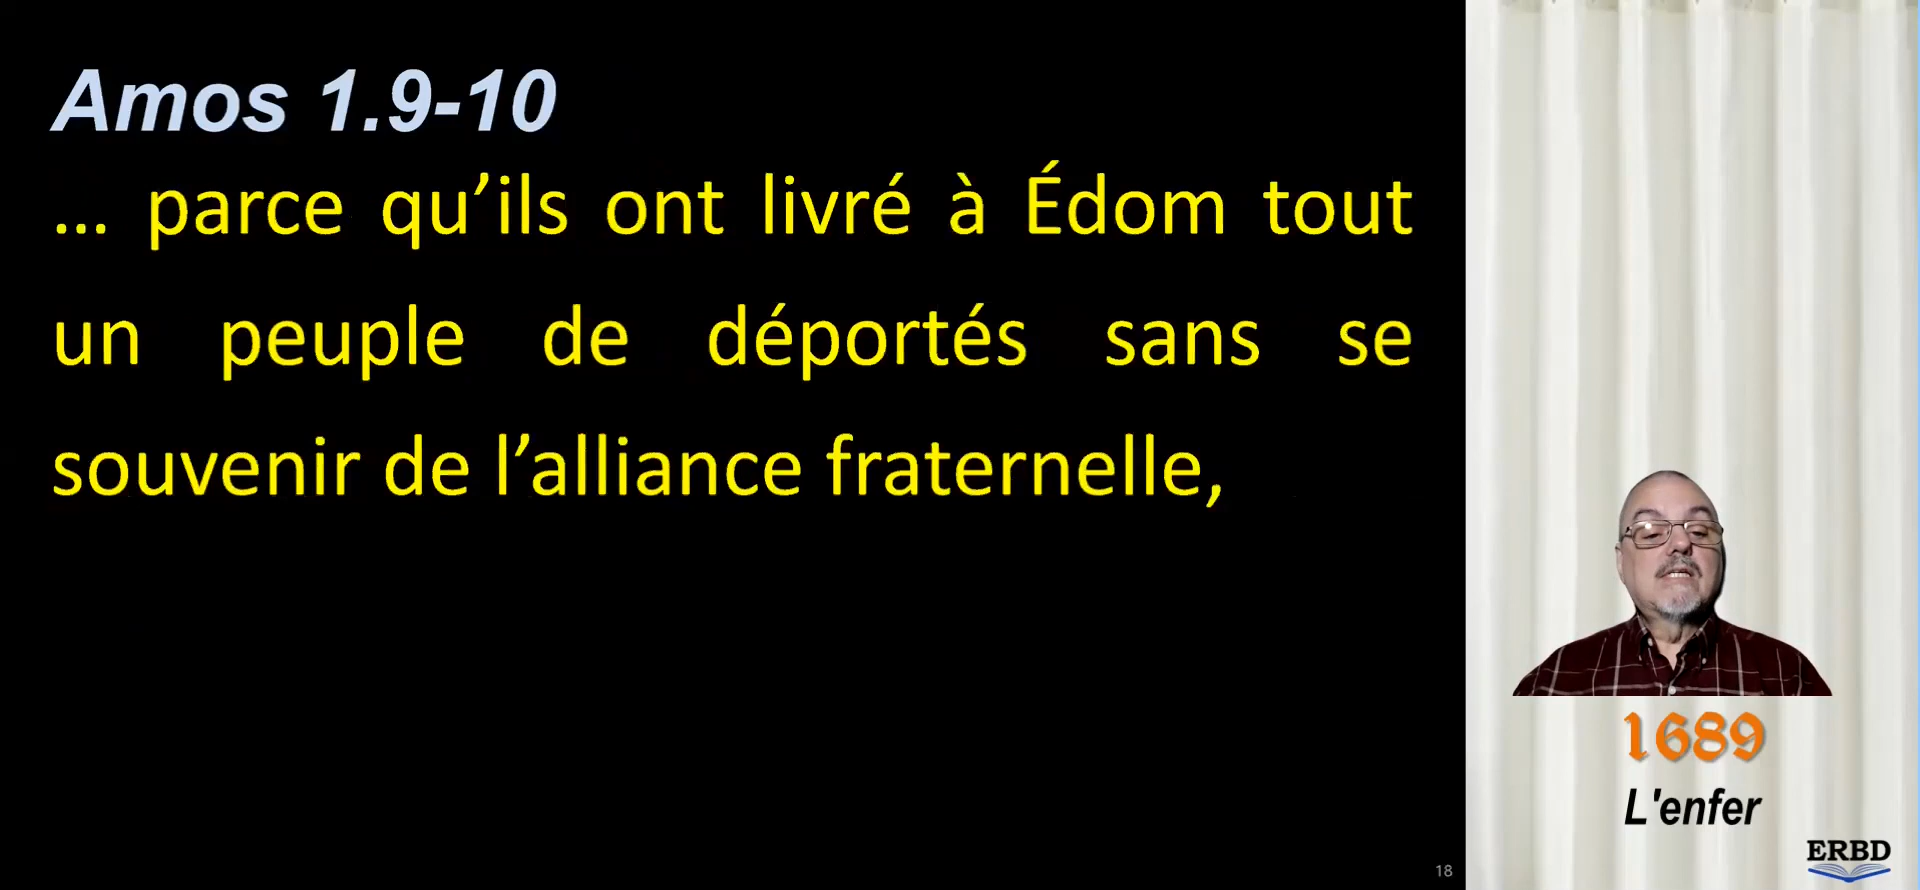 Amos 1.9-10
… parce qu’ils ont livré à Édom tout
un peuple de déportés sans se
souvenir de l’alliance fraternelle,
1689
L'enfer
ERBD
18